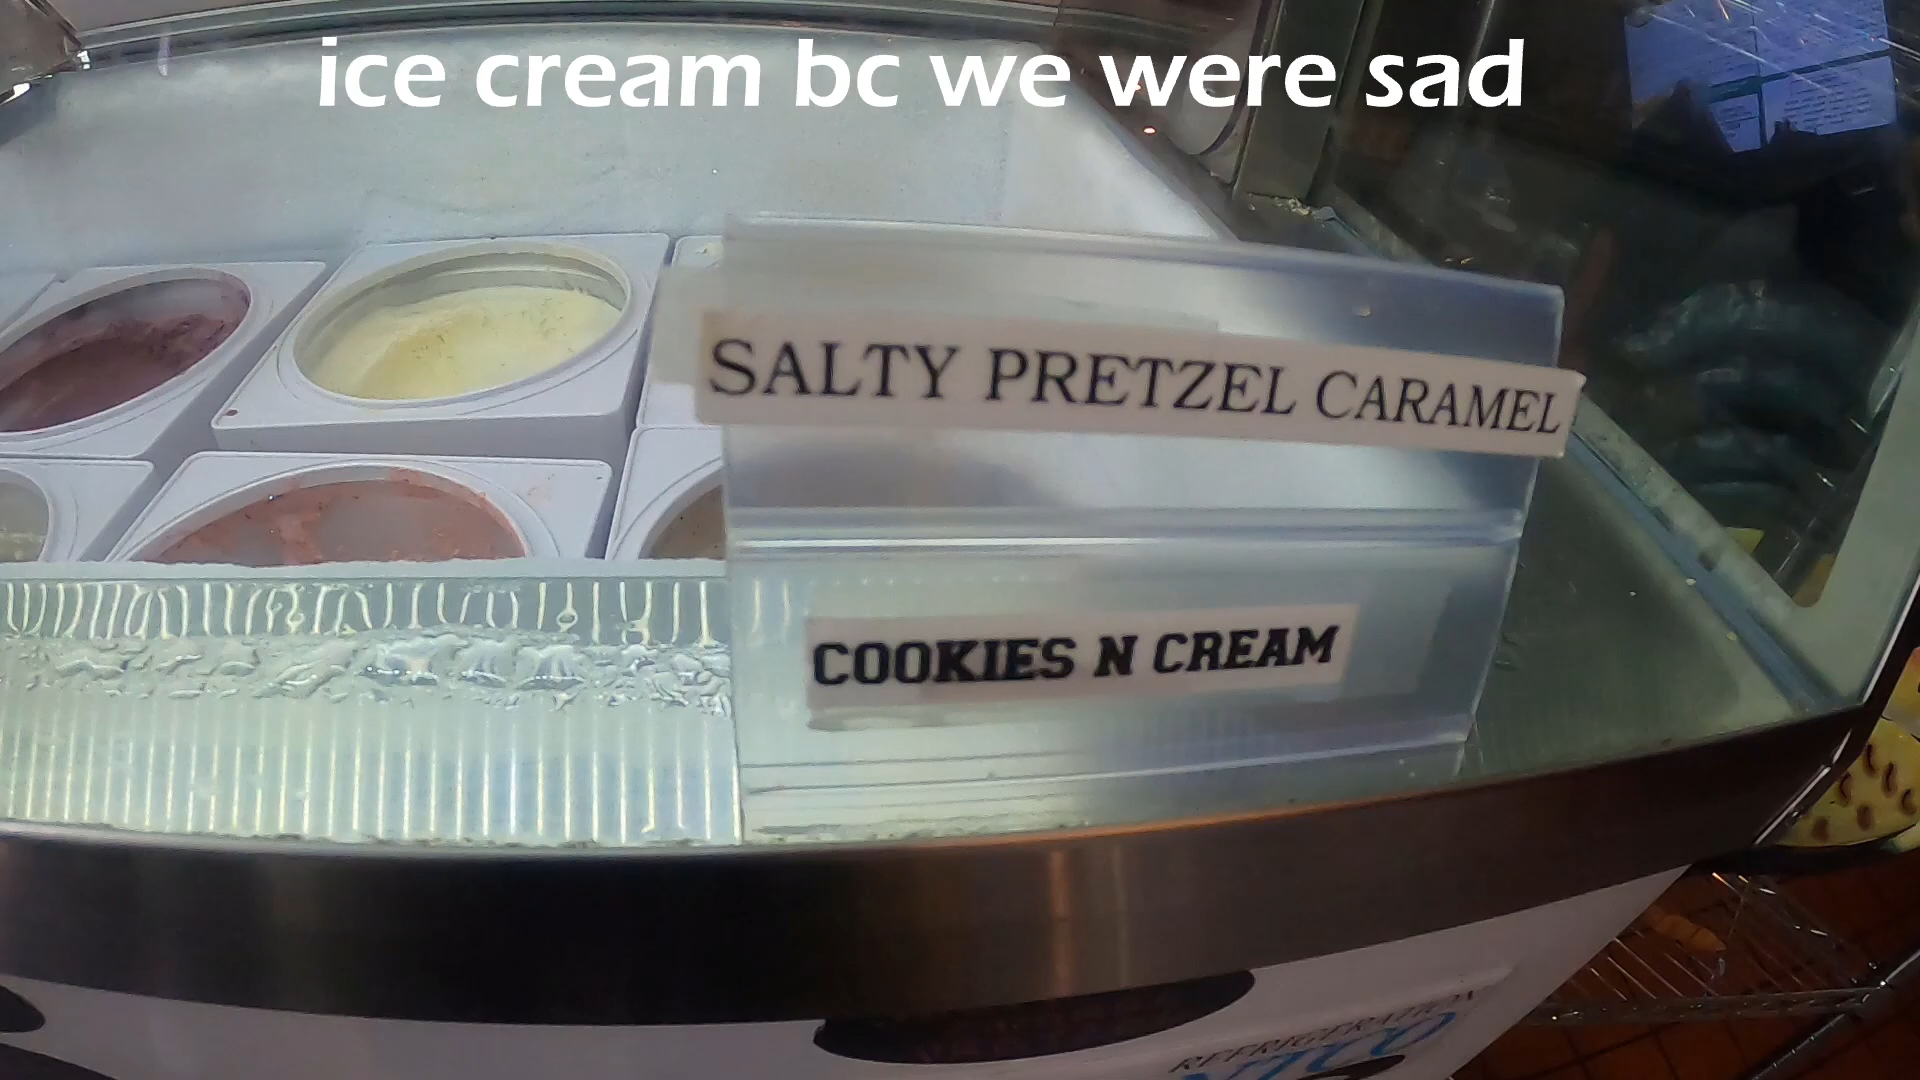 ice cream bc we were sad
SALTY PRETZEL CARAMEL
COOKIES N CREAM
REFRIGERATION